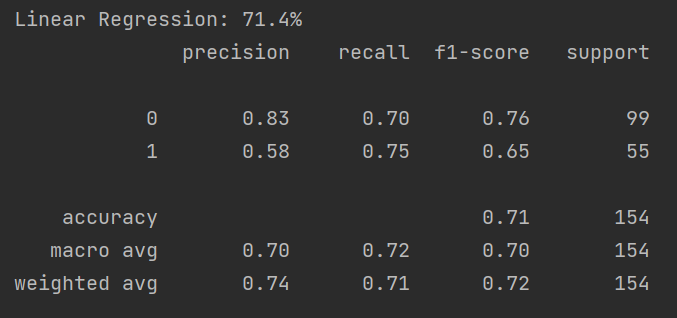 Linear Regression: 71.4%
precision recall f1-score support
0 0.83 0.70 0.76 99
1 0.58 0.75 0.65 55
accuracy 0.71 154
macro avg 0.70 0.72 0.70 154
weighted avg 0.74 0.71 0.72 154